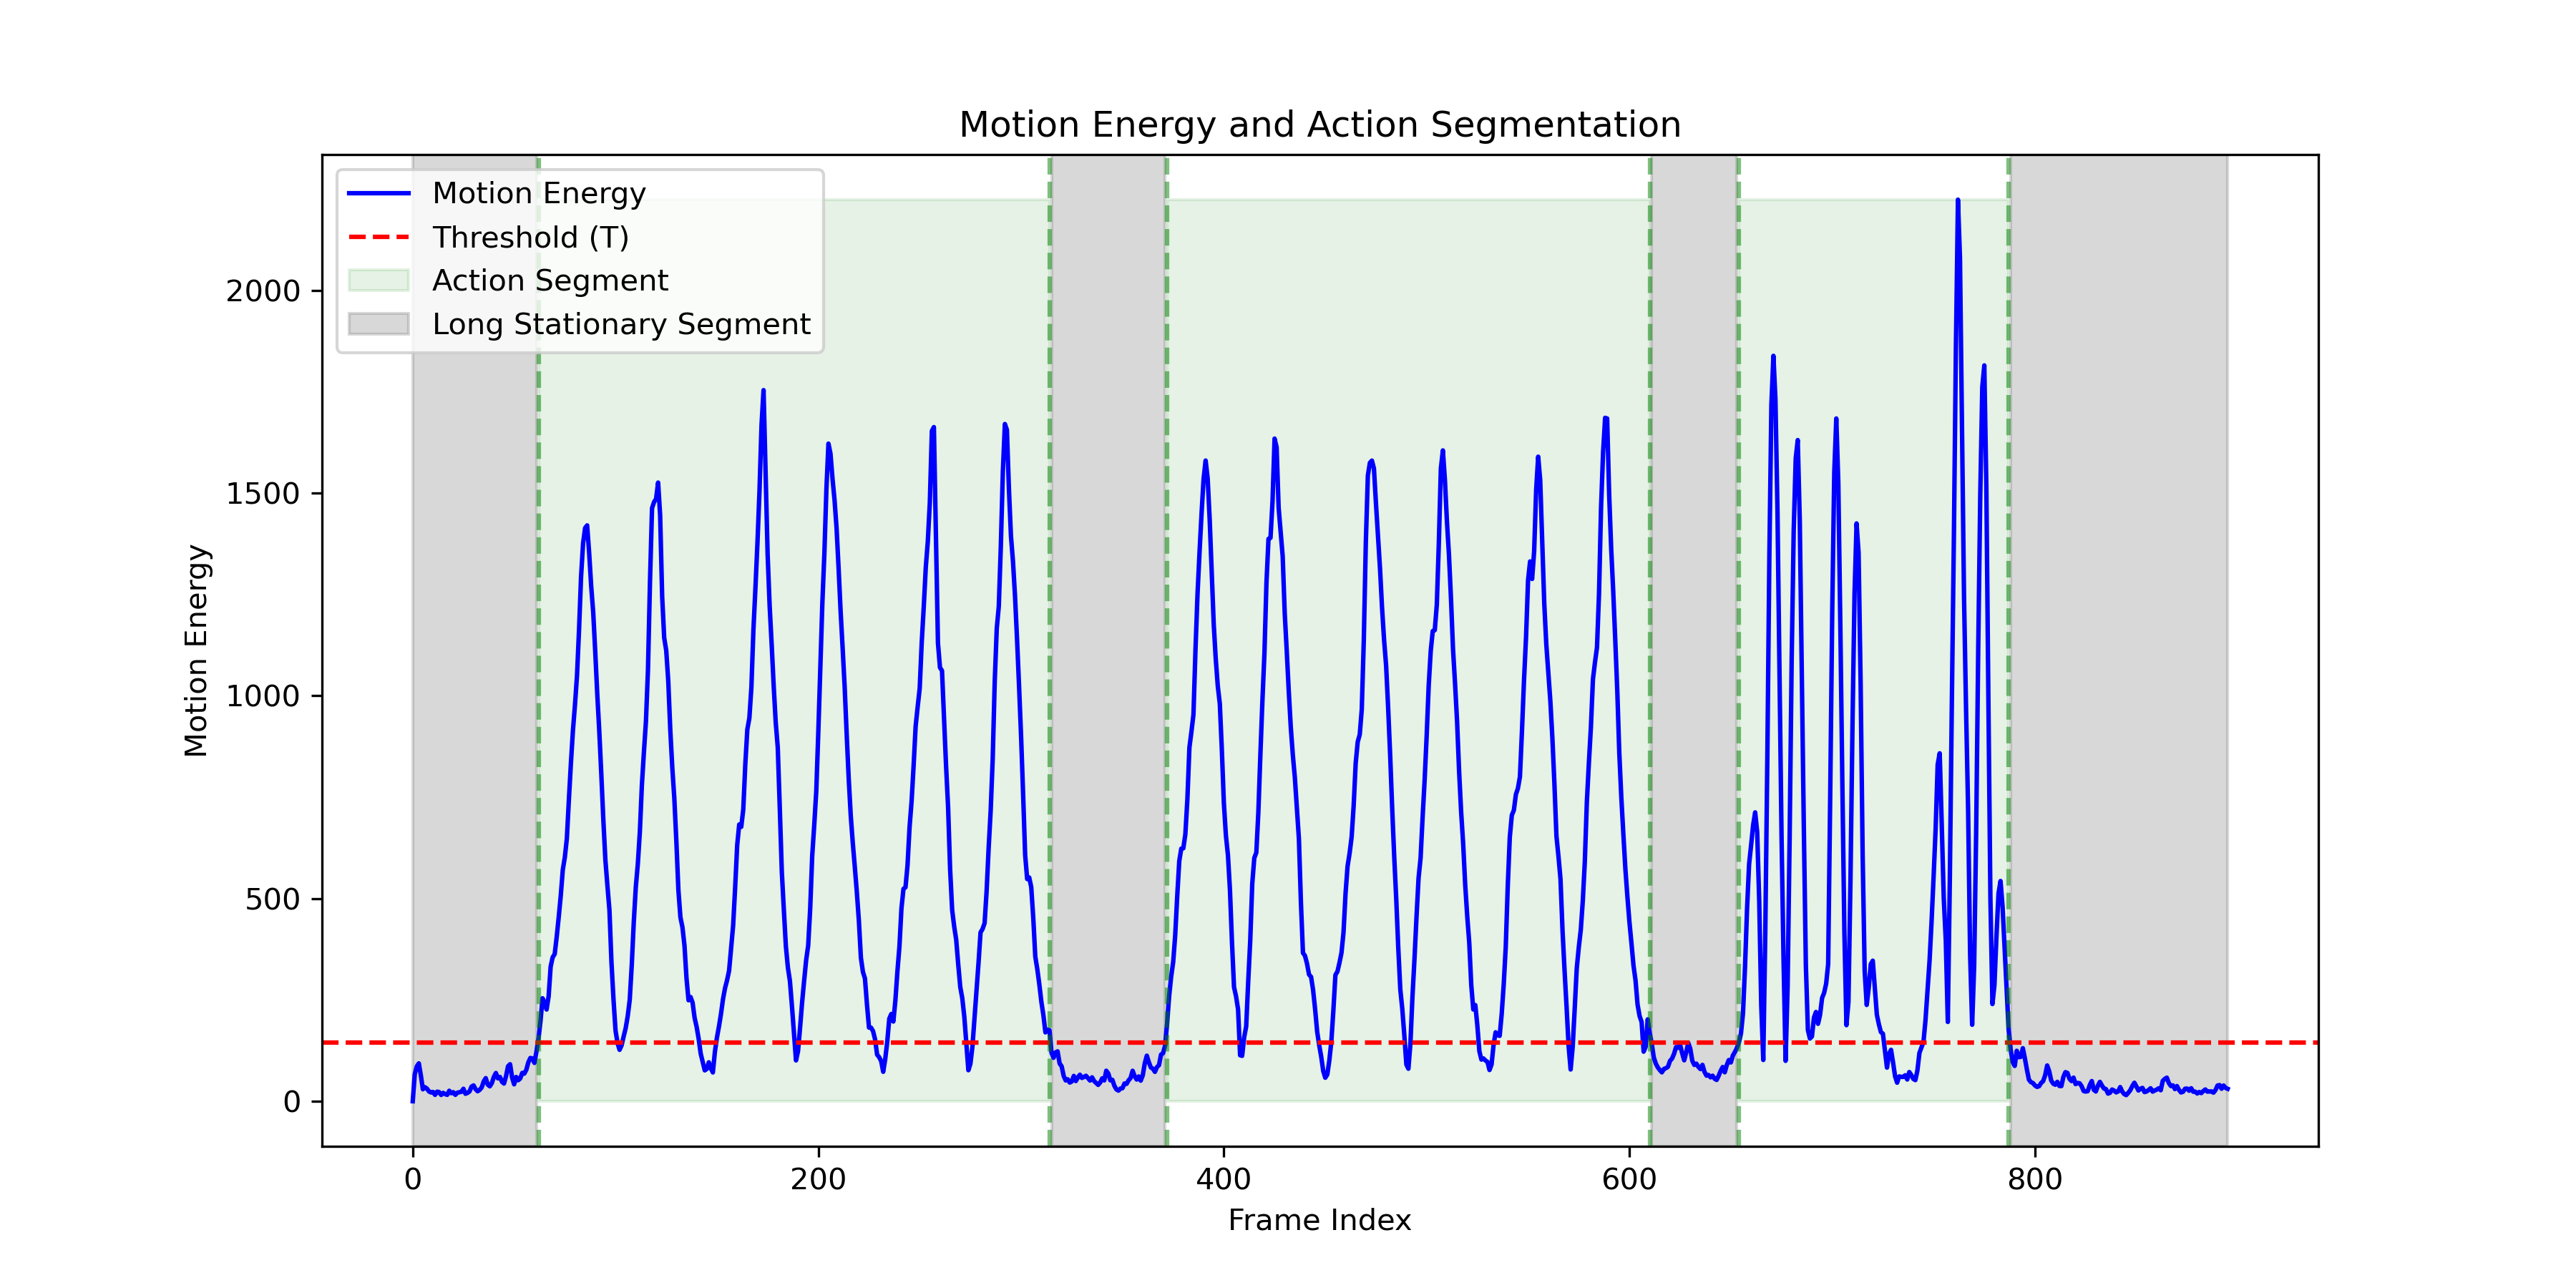 Motion Energy and Action Segmentation
Motion Energy
Threshold (T)
Action Segment
Long Stationary Segment
Motion Energy
2000
1500
1000
500
0
0 200 400 600 800
Frame Index